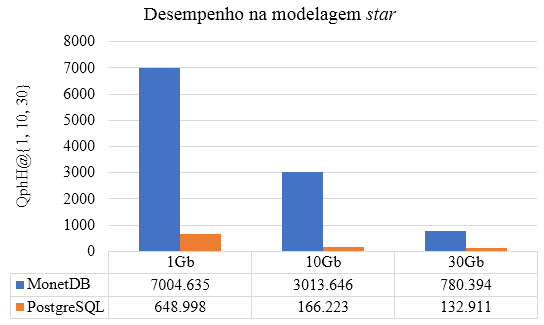 Desempenho na modelagem star
8000
7000
6000
5000
4000
3000
2000
1000
0
QphH@{1, 10, 30}
1Gb 10Gb 30Gb
MonetDB 7004.635 3013.646 780.394
PostgreSQL 648.998 166.223 132.911